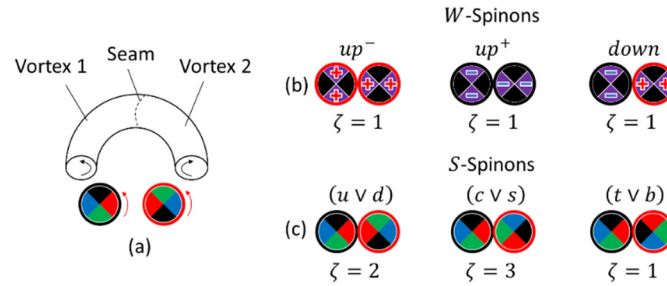 W-Spinons
Seam
Vortex 1
Vortex 2
up⁻
up⁺
down
(b)
+
+
+
+
−
−
−
−
−
−
+
+
ζ = 1
ζ = 1
ζ = 1
S-Spinons
(u ∨ d)
(c ∨ s)
(t ∨ b)
(c)
(a)
ζ = 2
ζ = 3
ζ = 1